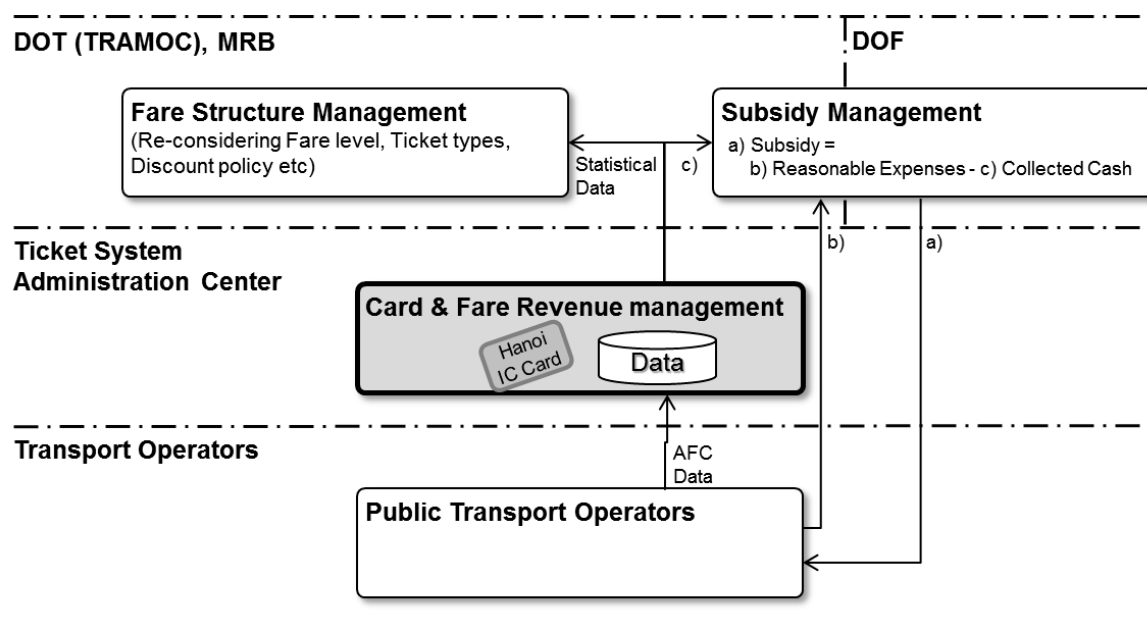 DOT (TRAMOC), MRB
DOF
Fare Structure Management
(Re-considering Fare level, Ticket types,
Discount policy etc)
Subsidy Management
a) Subsidy =
b) Reasonable Expenses - c) Collected Cash
Statistical
Data
c)
Ticket System
Administration Center
b)
a)
Card & Fare Revenue management
Hanoi
IC Card
Data
Transport Operators
AFC
Data
Public Transport Operators